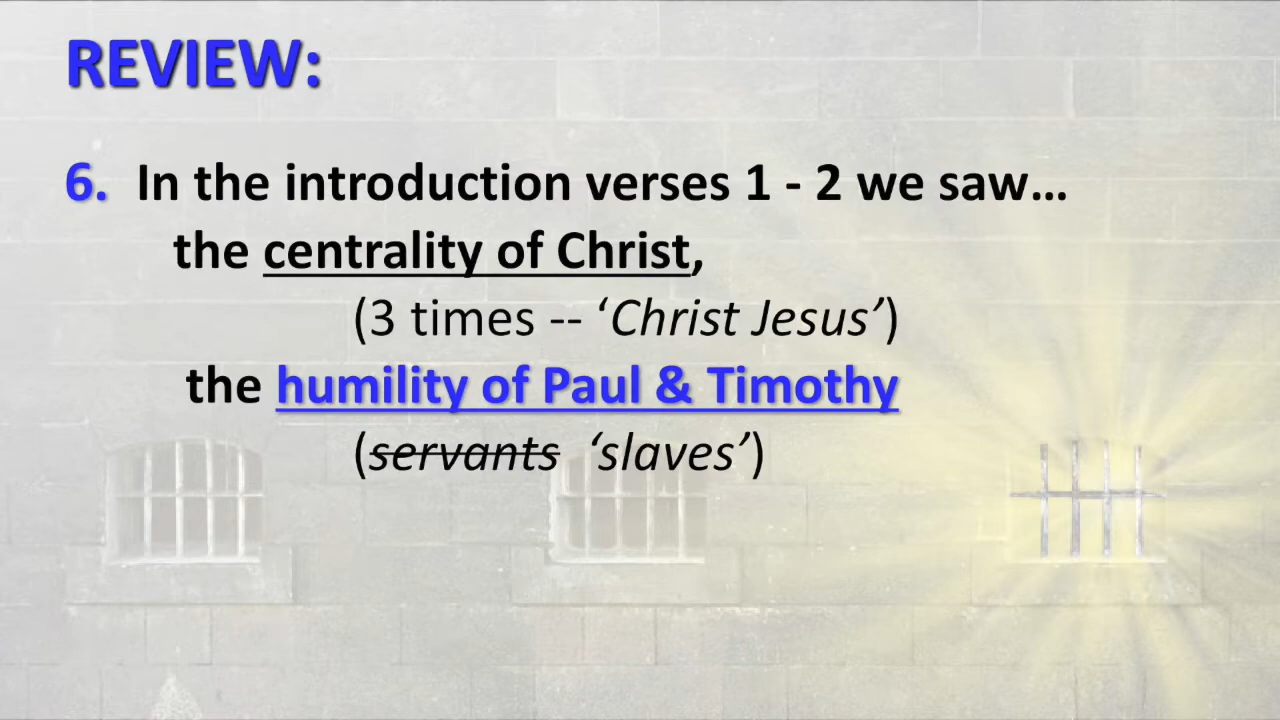 REVIEW:
6. In the introduction verses 1 - 2 we saw…
the centrality of Christ,
(3 times -- ‘Christ Jesus’)
the humility of Paul & Timothy
(servants ‘slaves’)